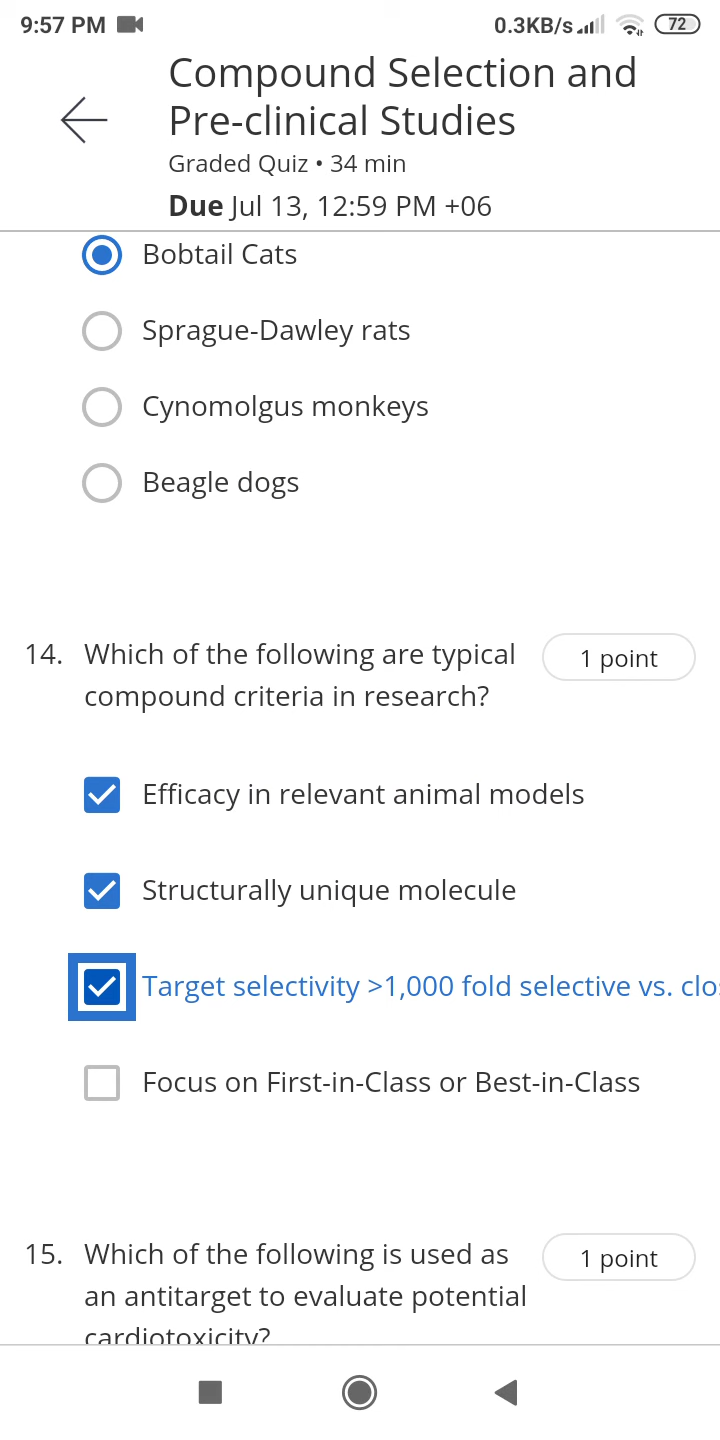 9:57 PM 0.3KB/s 72
Compound Selection and
Pre-clinical Studies
Graded Quiz • 34 min
Due Jul 13, 12:59 PM +06
Bobtail Cats
Sprague-Dawley rats
Cynomolgus monkeys
Beagle dogs
14. Which of the following are typical 1 point
compound criteria in research?
Efficacy in relevant animal models
Structurally unique molecule
Target selectivity >1,000 fold selective vs. clo
Focus on First-in-Class or Best-in-Class
15. Which of the following is used as 1 point
an antitarget to evaluate potential
cardiotoxicity?